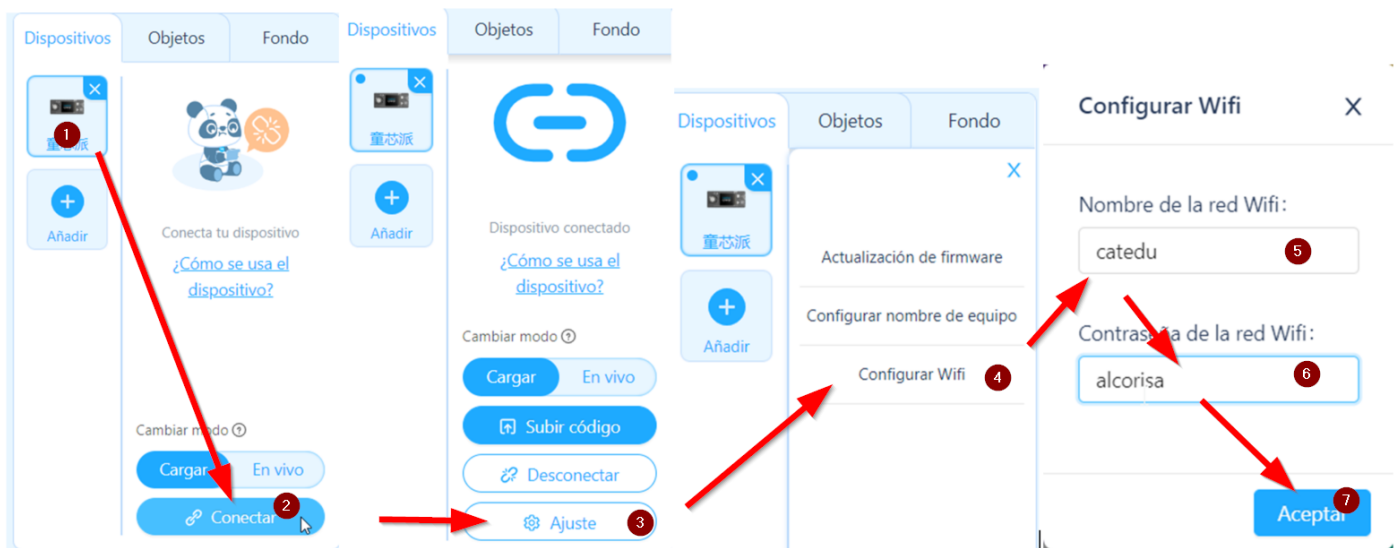 Dispositivos
Objetos
Fondo
1
童芯派
Añadir
Conecta tu dispositivo
¿Cómo se usa el
dispositivo?
Cambiar modo ?
Cargar
En vivo
Conectar 2
Dispositivos
Objetos
Fondo
童芯派
Añadir
Dispositivo conectado
¿Cómo se usa el
dispositivo?
Cambiar modo ?
Cargar
En vivo
Subir código
Desconectar
Ajuste 3
Dispositivos
Objetos
Fondo
X
童芯派
Añadir
Actualización de firmware
Configurar nombre de equipo
Configurar Wifi 4
Configurar Wifi X
Nombre de la red Wifi:
catedu 5
Contraseña de la red Wifi:
alcorisa 6
Aceptar 7